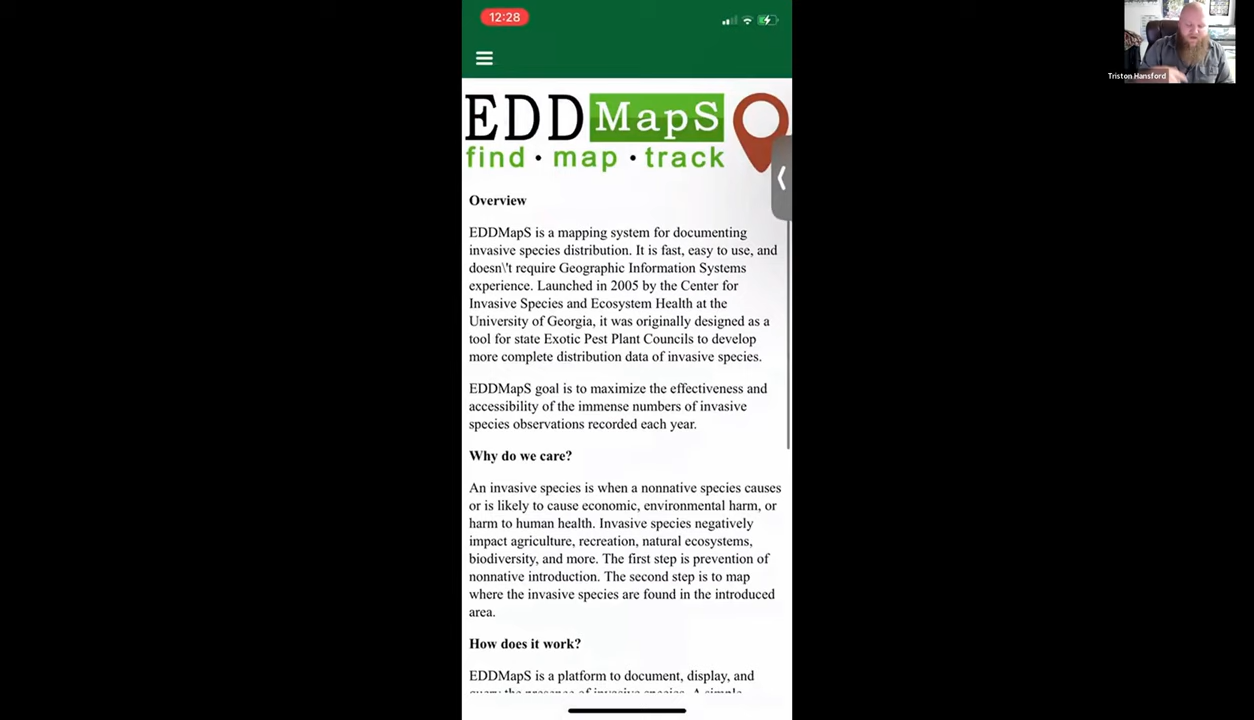 12:28
Triston Hansford
EDDMapS
find · map · track
Overview
EDDMapS is a mapping system for documenting
invasive species distribution. It is fast, easy to use, and
doesn\'t require Geographic Information Systems
experience. Launched in 2005 by the Center for
Invasive Species and Ecosystem Health at the
University of Georgia, it was originally designed as a
tool for state Exotic Pest Plant Councils to develop
more complete distribution data of invasive species.
EDDMapS goal is to maximize the effectiveness and
accessibility of the immense numbers of invasive
species observations recorded each year.
Why do we care?
An invasive species is when a nonnative species causes
or is likely to cause economic, environmental harm, or
harm to human health. Invasive species negatively
impact agriculture, recreation, natural ecosystems,
biodiversity, and more. The first step is prevention of
nonnative introduction. The second step is to map
where the invasive species are found in the introduced
area.
How does it work?
EDDMapS is a platform to document, display, and
query the presence of invasive species. A simple